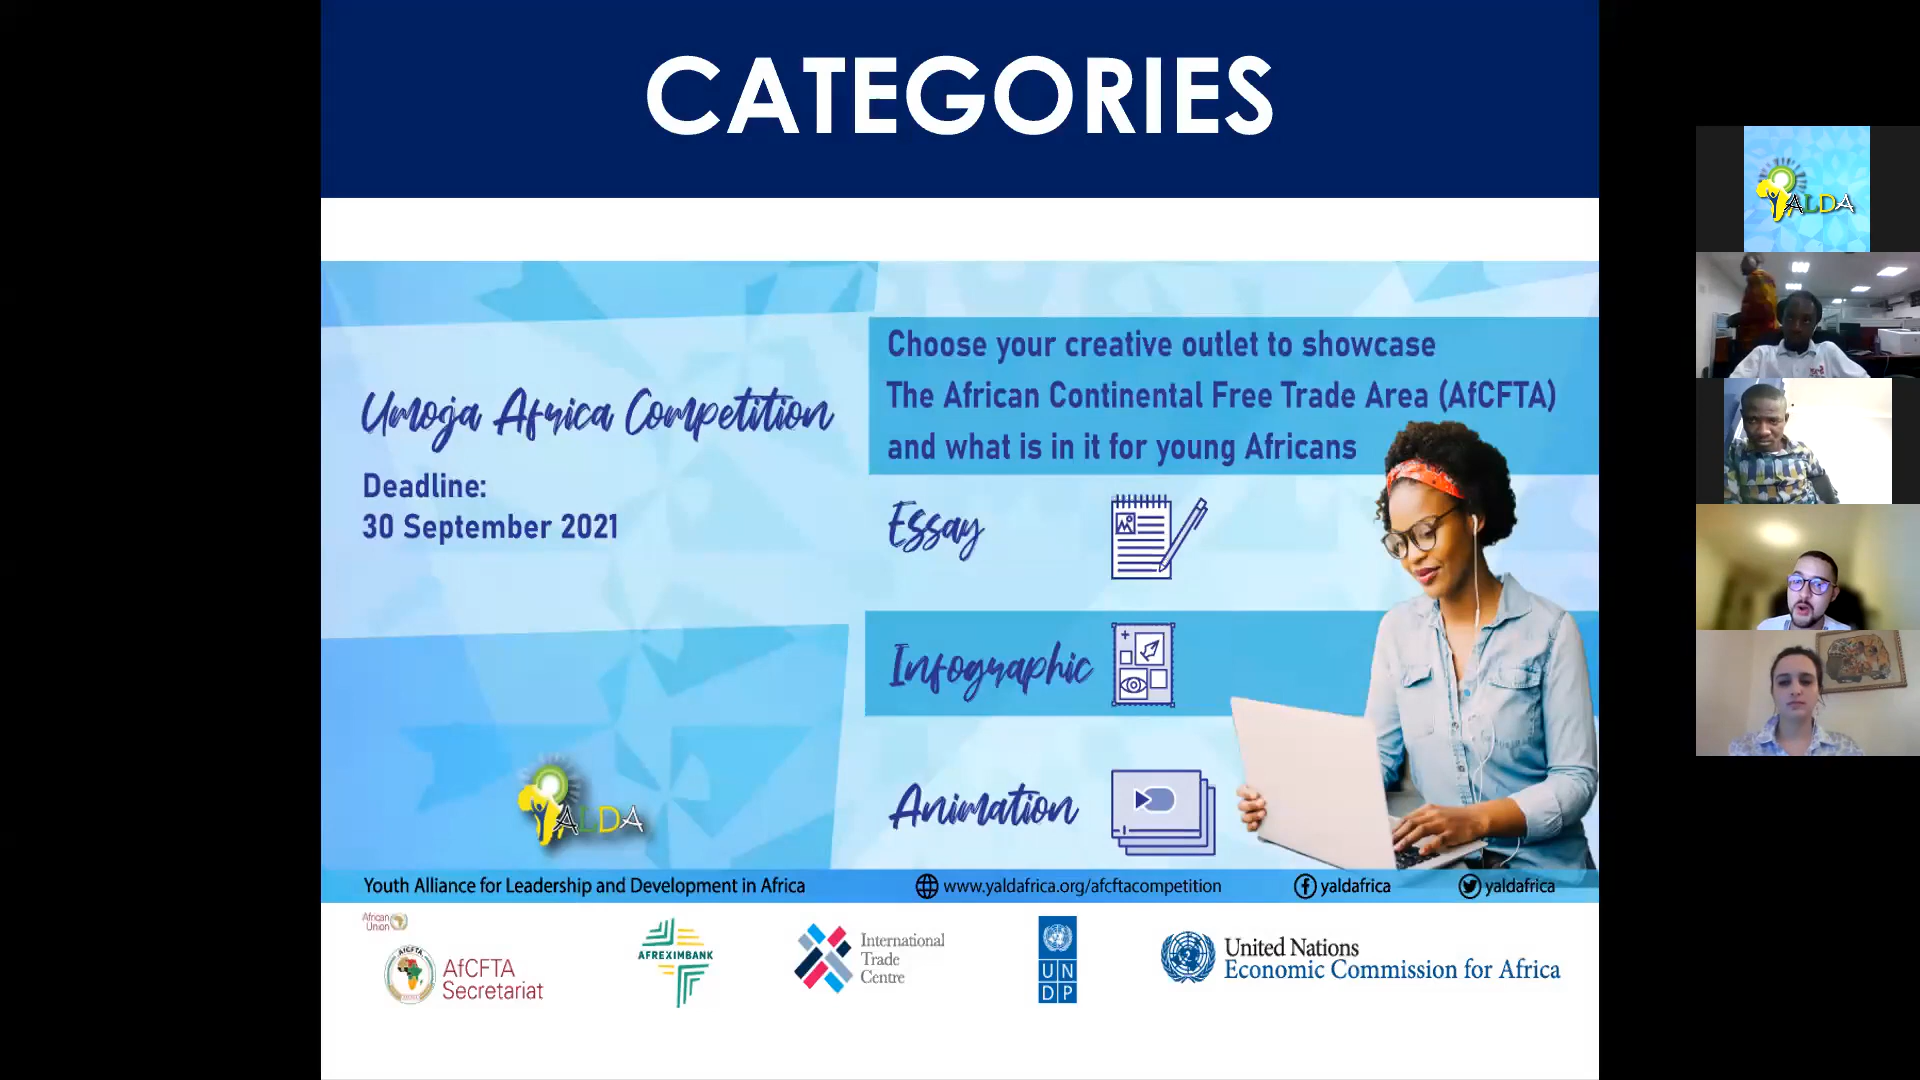 CATEGORIES
Umoja Africa Competition
Deadline:
30 September 2021
Choose your creative outlet to showcase
The African Continental Free Trade Area (AfCFTA)
and what is in it for young Africans
Essay
Infographic
Animation
YALDA
Youth Alliance for Leadership and Development in Africa
www.yaldafrica.org/afcftacompetition
yaldafrica
yaldafrica
African
Union
AfCFTA
AfCFTA
Secretariat
AFREXIMBANK
International
Trade
Centre
UN
DP
United Nations
Economic Commission for Africa
YALDA